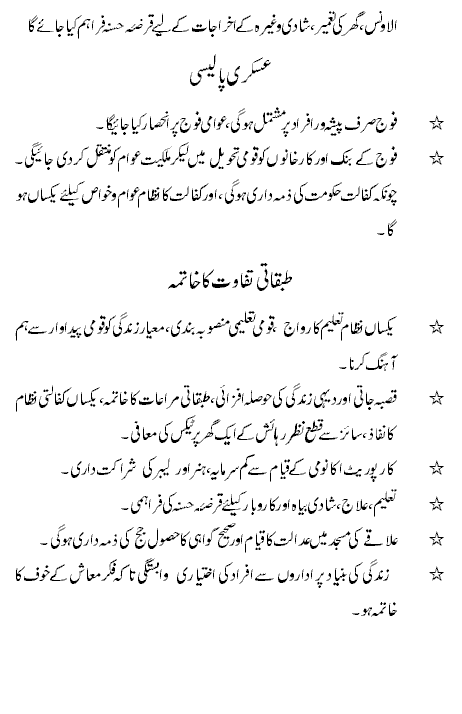 الاونس، گھر کی تعمیر، شادی وغیرہ کے اخراجات کے لیے قرضئہ حسنہ فراہم کیا جائے گا
عسکری پالیسی
☆ فوج صرف پیشہ ور افراد پر مشتمل ہوگی، عوامی فوج پر انحصار کیا جائیگا۔
☆ فوج کے بنک اور کارخانوں کو قومی تحویل میں لیکر ملکیت عوام کو منتقل کر دی جائیگی۔
چونکہ کفالت حکومت کی ذمہ داری ہوگی، اور کفالت کا نظام عوام و خواص کیلئے یکساں ہو
گا۔
طبقاتی تفاوت کا خاتمہ
☆ یکساں نظام تعلیم کا رواج ،قومی تعلیمی منصوبہ بندی، معیار زندگی کو قومی پیداوار سے ہم
آہنگ کرنا۔
☆ قصبہ جاتی اور دیہی زندگی کی حوصلہ افزائی، طبقاتی مراعات کا خاتمہ، یکساں کفالتی نظام
کا نفاذ، سائز سے قطع نظر رہائش کے ایک گھر پر ٹیکس کی معافی۔
☆ کارپوریٹ اکانومی کے قیام سے کم سرمایہ، ہنر اور لیبر کی شراکت داری۔
☆ تعلیم، علاج، شادی بیاہ اور کاروبار کیلئے قرضئہ حسنہ کی فراہمی۔
☆ علاقے کی مسجد میں عدالت کا قیام اور صحیح گواہی کا حصول جج کی ذمہ داری ہوگی۔
☆ زندگی کی بنیاد پر اداروں سے افراد کی اختیاری وابستگی تاکہ فکر معاش کے خوف کا
خاتمہ ہو۔